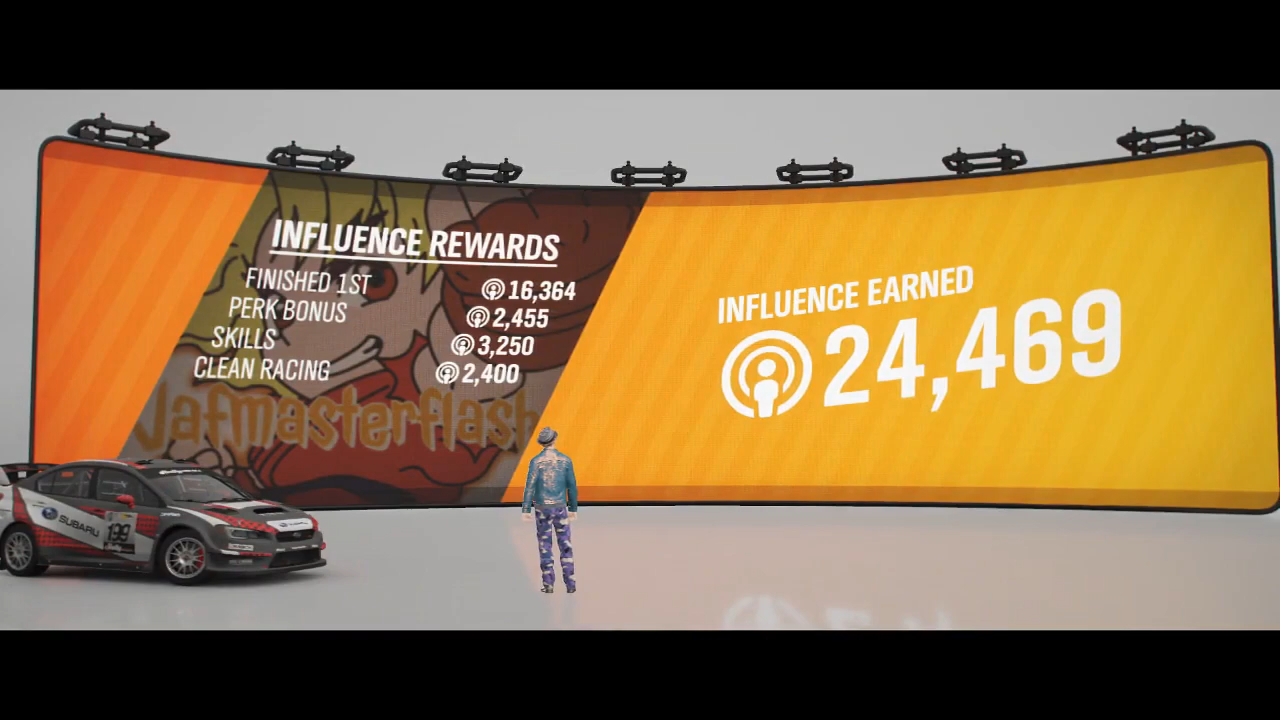 INFLUENCE REWARDS
FINISHED 1ST 16,364
PERK BONUS 2,455
SKILLS 3,250
CLEAN RACING 2,400
Jafmasterflash
INFLUENCE EARNED
24,469
SUBARU
199